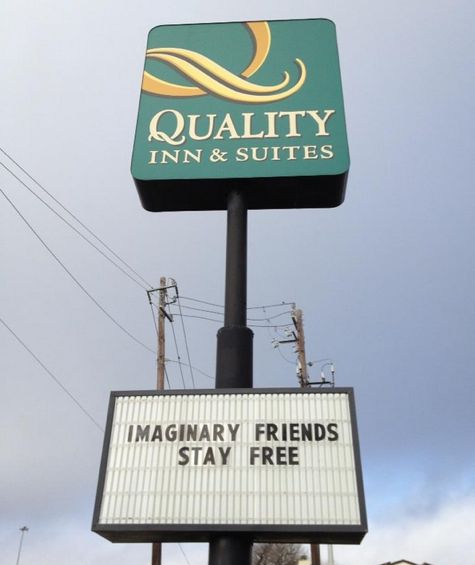 QUALITY
INN & SUITES
IMAGINARY FRIENDS
STAY FREE